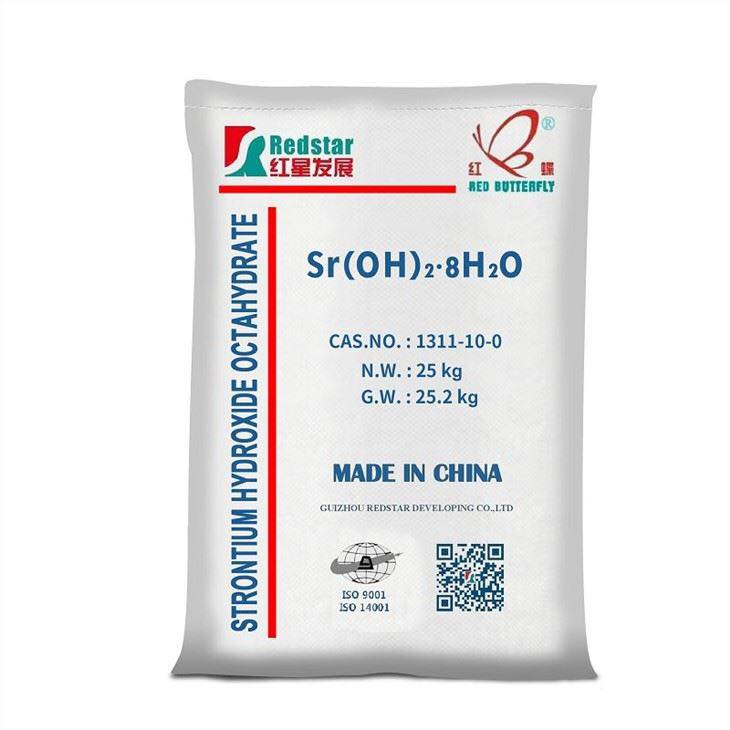 Redstar
红星发展
®
红 蝶
RED BUTTERFLY
STRONTIUM HYDROXIDE OCTAHYDRATE
Sr(OH)₂·8H₂O
CAS.NO. : 1311-10-0
N.W. : 25 kg
G.W. : 25.2 kg
MADE IN CHINA
GUIZHOU REDSTAR DEVELOPING CO.,LTD
ISO 9001
ISO 14001